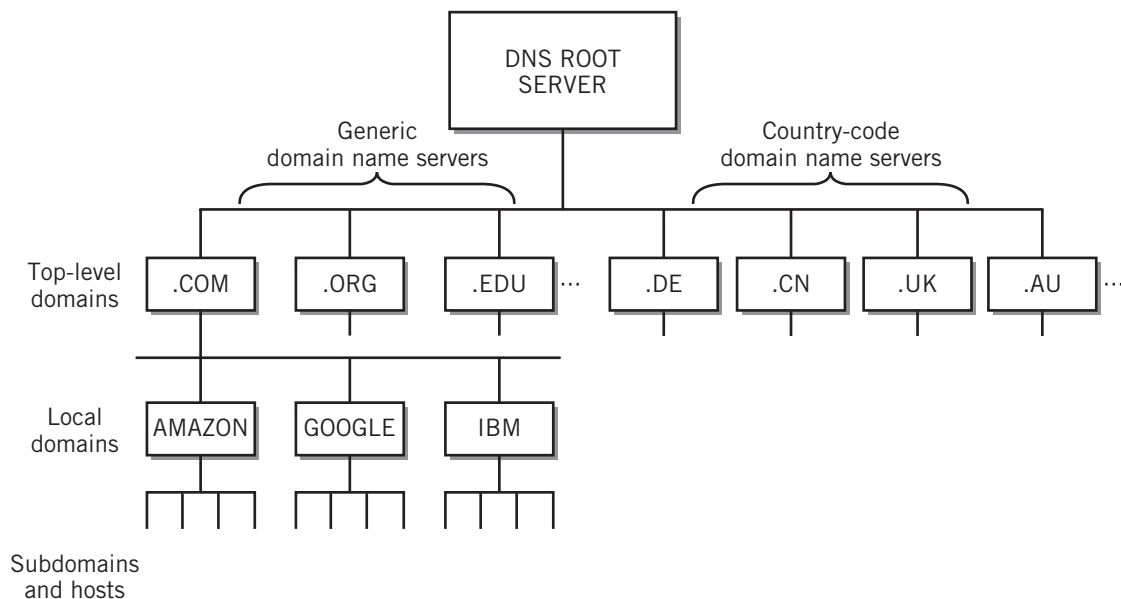 DNS ROOT
SERVER
Generic
domain name servers
Country-code
domain name servers
Top-level
domains
.COM
.ORG
.EDU
...
.DE
.CN
.UK
.AU
...
Local
domains
AMAZON
GOOGLE
IBM
Subdomains
and hosts